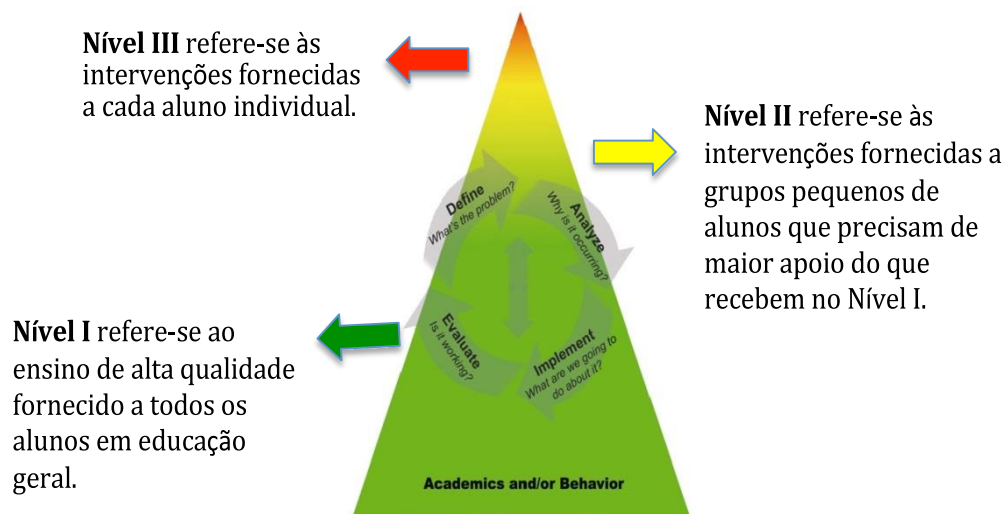 Nível III refere-se às
intervenções fornecidas
a cada aluno individual.
Nível II refere-se às
intervenções fornecidas a
grupos pequenos de
alunos que precisam de
maior apoio do que
recebem no Nível I.
Define
What's the problem?
Analyze
Why is it occurring?
Implement
What are we going to
do about it?
Evaluate
Is it working?
Nível I refere-se ao
ensino de alta qualidade
fornecido a todos os
alunos em educação
geral.
Academics and/or Behavior